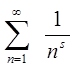 ∞
∑ 1/n^s
n=1